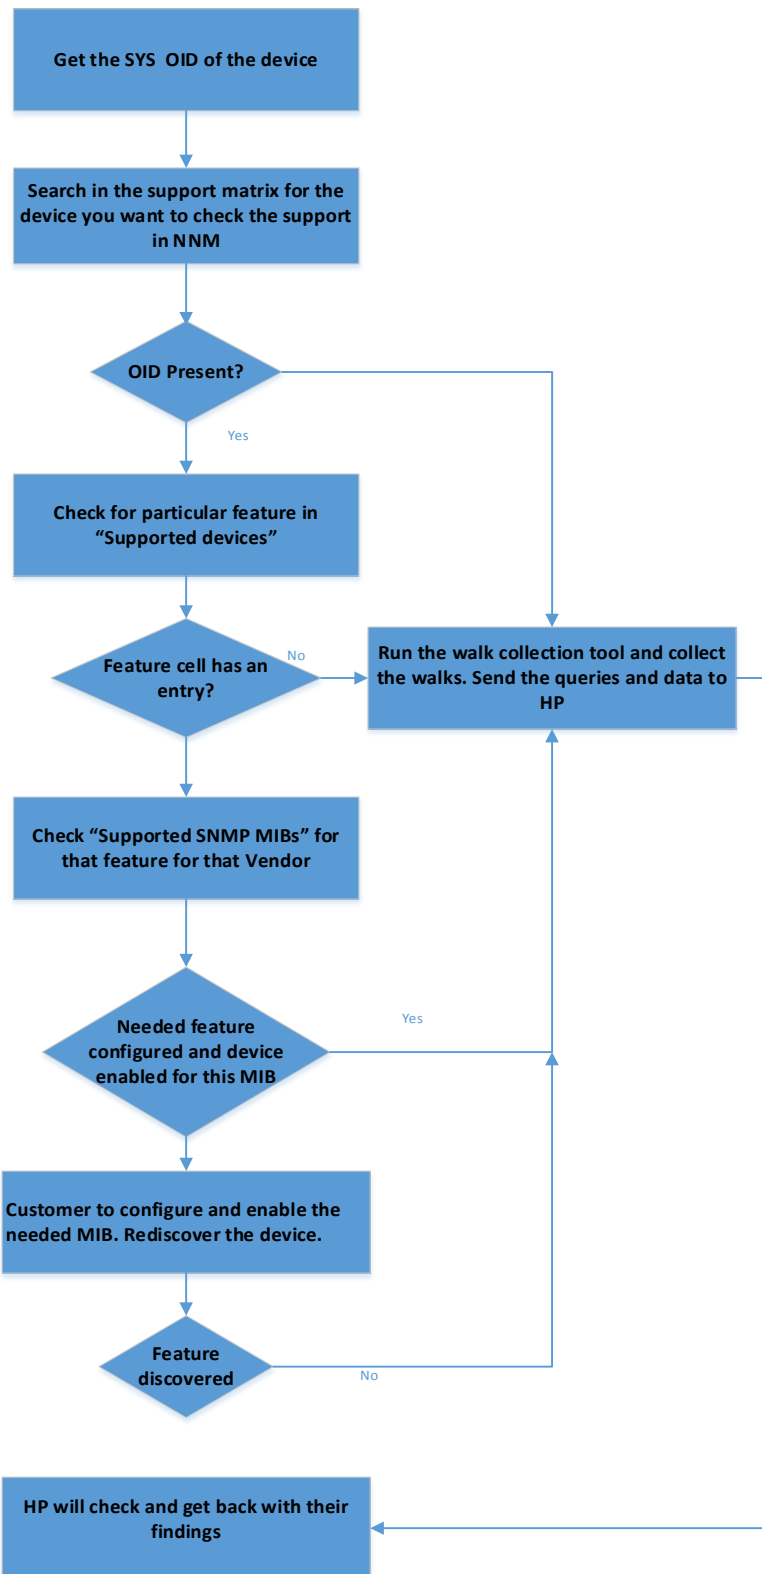 Get the SYS  OID of the device
Search in the support matrix for the
device you want to check the support
in NNM
OID Present?
Yes
Check for particular feature in
“Supported devices”
Feature cell has an
entry?
No
Run the walk collection tool and collect
the walks. Send the queries and data to
HP
Check “Supported SNMP MIBs” for
that feature for that Vendor
Needed feature
configured and device
enabled for this MIB
Yes
Customer to configure and enable the
needed MIB. Rediscover the device.
Feature
discovered
No
HP will check and get back with their
findings